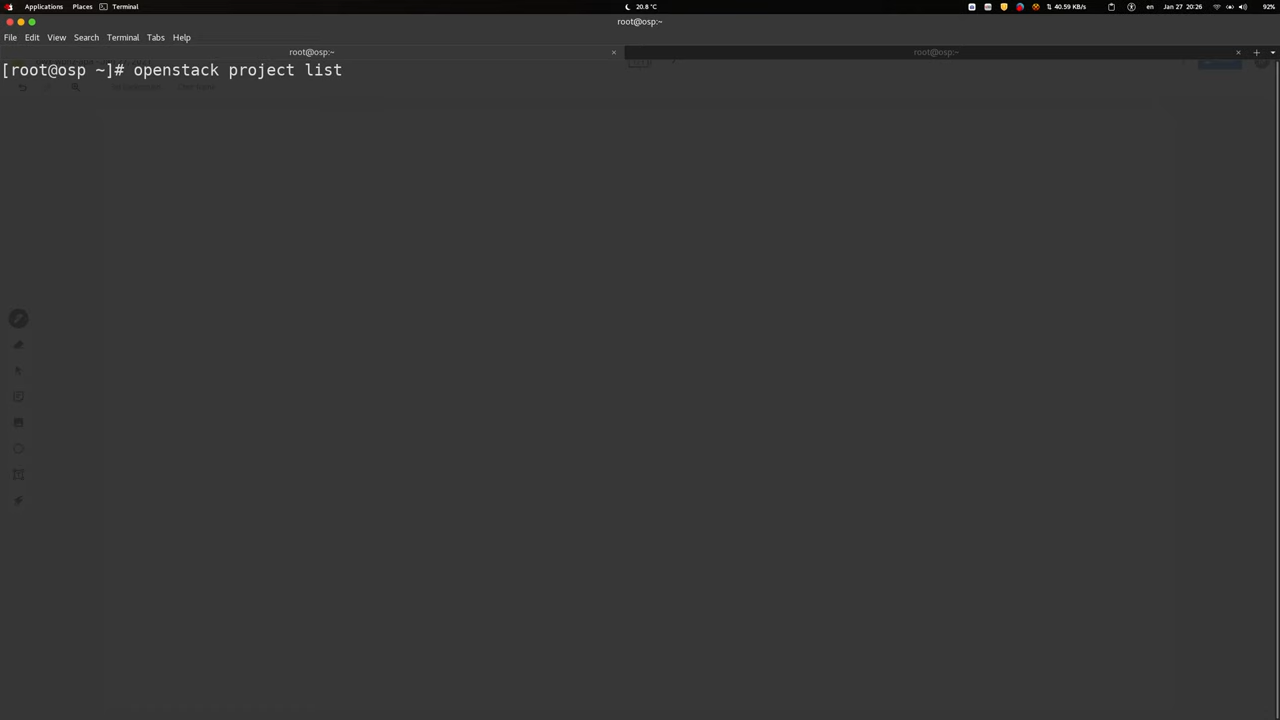 Applications Places Terminal 20.8 °C 40.59 KB/s en Jan 27 20:26 92%
root@osp:~
File Edit View Search Terminal Tabs Help
root@osp:~ × root@osp:~ × +
[root@osp ~]# openstack project list